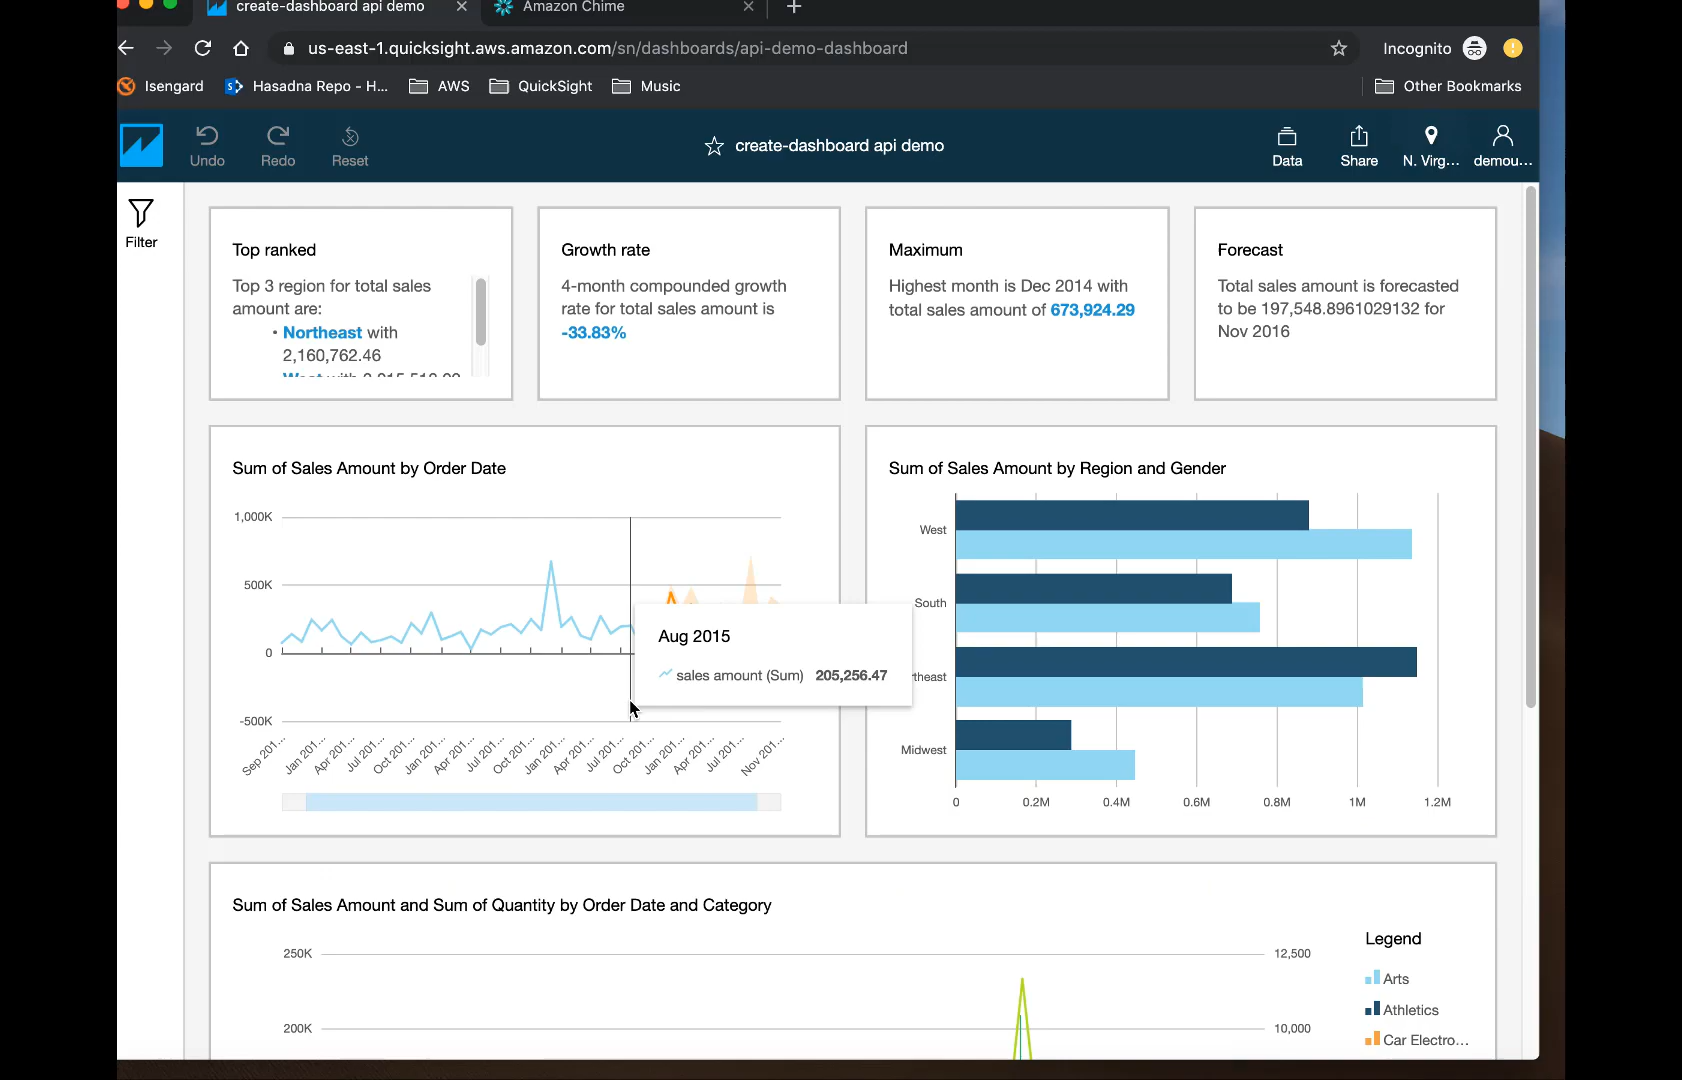 create-dashboard api demo
Amazon Chime
us-east-1.quicksight.aws.amazon.com/sn/dashboards/api-demo-dashboard
Incognito
Isengard
Hasadna Repo - H...
AWS
QuickSight
Music
Other Bookmarks
Undo
Redo
Reset
create-dashboard api demo
Data
Share
N. Virg...
demou...
Filter
Top ranked
Top 3 region for total sales
amount are:
• Northeast with
2,160,762.46
Growth rate
4-month compounded growth
rate for total sales amount is
-33.83%
Maximum
Highest month is Dec 2014 with
total sales amount of 673,924.29
Forecast
Total sales amount is forecasted
to be 197,548.8961029132 for
Nov 2016
Sum of Sales Amount by Order Date
1,000K
500K
0
-500K
Sep 201...
Jan 201...
Apr 201...
Jul 201...
Oct 201...
Jan 201...
Apr 201...
Jul 201...
Oct 201...
Jan 201...
Apr 201...
Jul 201...
Oct 201...
Jan 201...
Apr 201...
Jul 201...
Nov 201...
Aug 2015
sales amount (Sum) 205,256.47
Sum of Sales Amount by Region and Gender
West
South
theast
Midwest
0
0.2M
0.4M
0.6M
0.8M
1M
1.2M
Sum of Sales Amount and Sum of Quantity by Order Date and Category
250K
200K
12,500
10,000
Legend
Arts
Athletics
Car Electro...